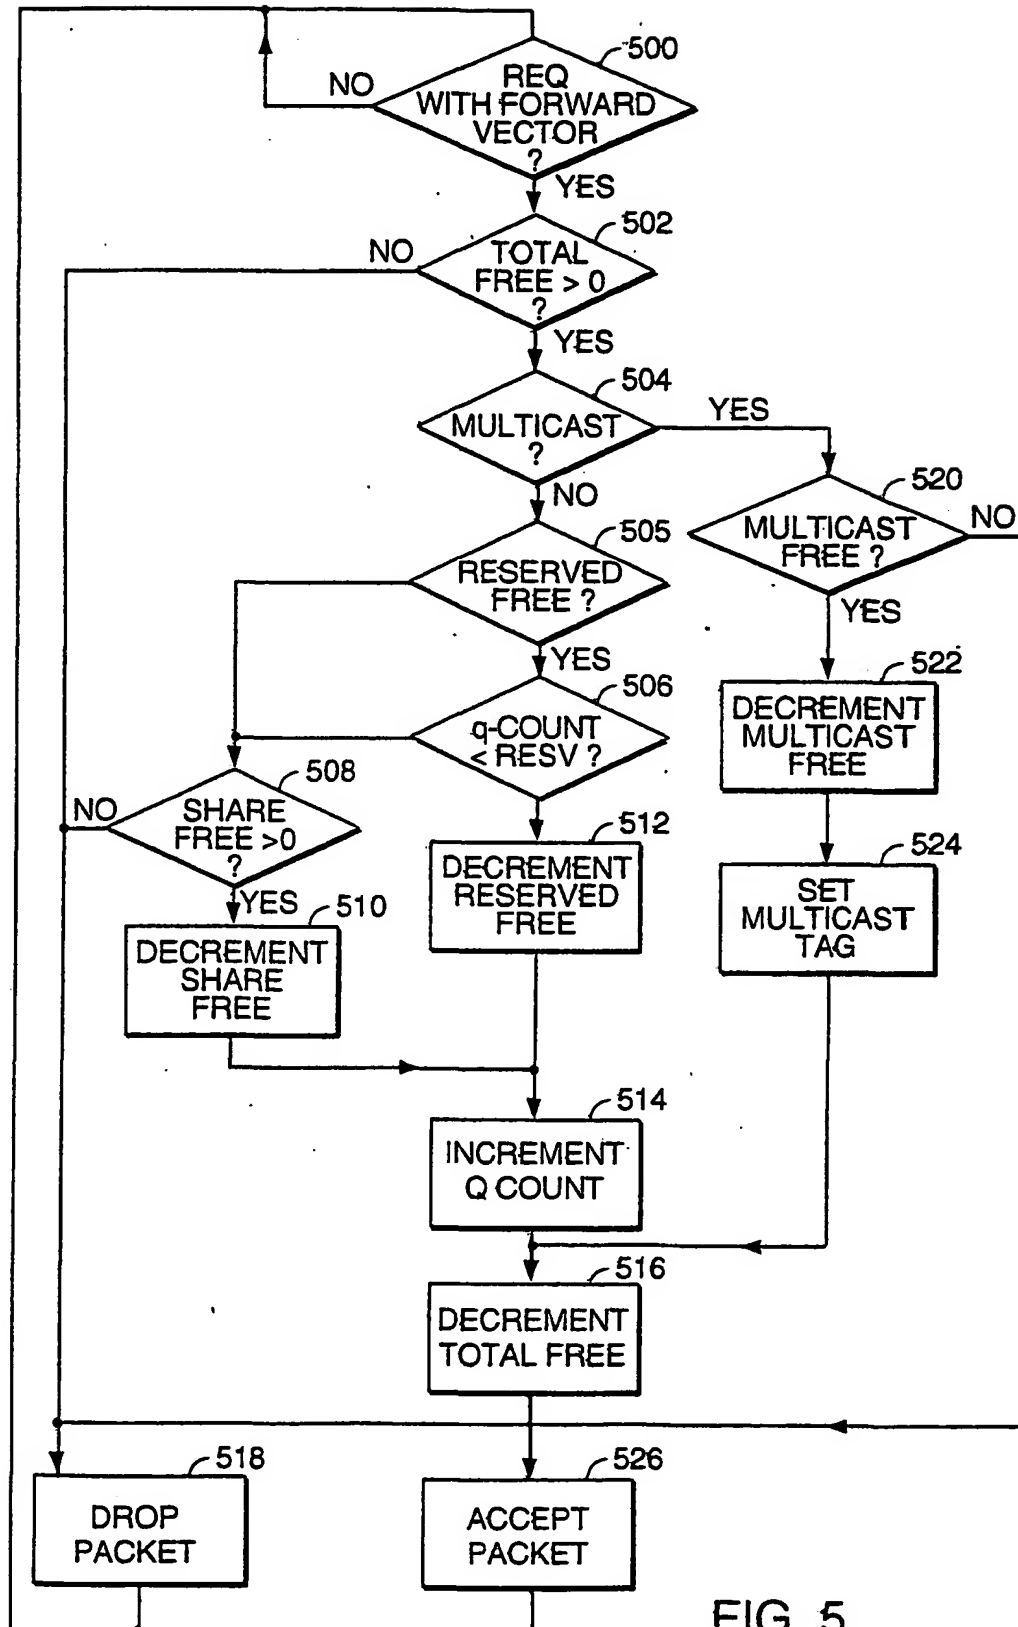 500
REQ
WITH FORWARD
VECTOR
?
NO
YES
502
TOTAL
FREE > 0
?
NO
YES
504
MULTICAST
?
YES
NO
520
MULTICAST
FREE ?
NO
YES
505
RESERVED
FREE ?
YES
506
q-COUNT
< RESV ?
522
DECREMENT
MULTICAST
FREE
508
SHARE
FREE >0
?
NO
YES
512
DECREMENT
RESERVED
FREE
524
SET
MULTICAST
TAG
510
DECREMENT
SHARE
FREE
514
INCREMENT
Q COUNT
516
DECREMENT
TOTAL FREE
518
DROP
PACKET
526
ACCEPT
PACKET
FIG. 5